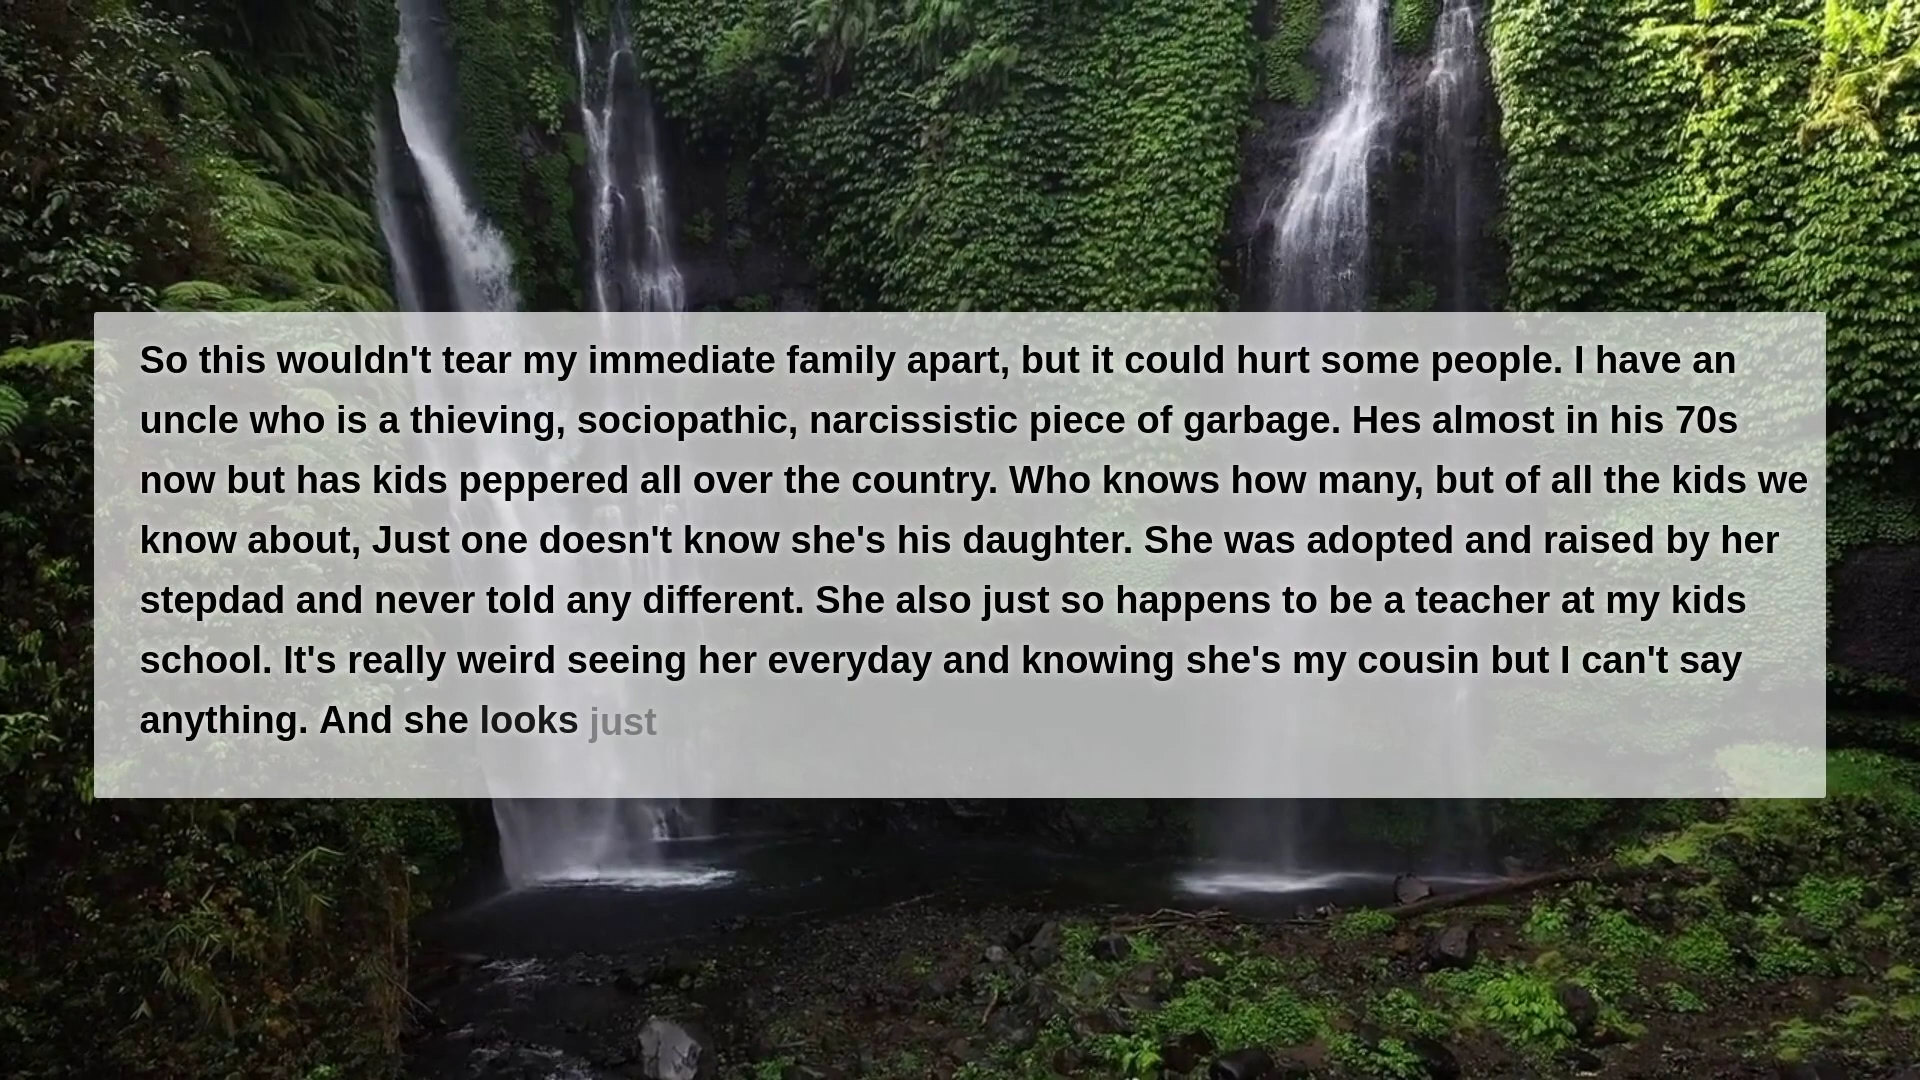 So this wouldn't tear my immediate family apart, but it could hurt some people. I have an
uncle who is a thieving, sociopathic, narcissistic piece of garbage. Hes almost in his 70s
now but has kids peppered all over the country. Who knows how many, but of all the kids we
know about, Just one doesn't know she's his daughter. She was adopted and raised by her
stepdad and never told any different. She also just so happens to be a teacher at my kids
school. It's really weird seeing her everyday and knowing she's my cousin but I can't say
anything. And she looks just